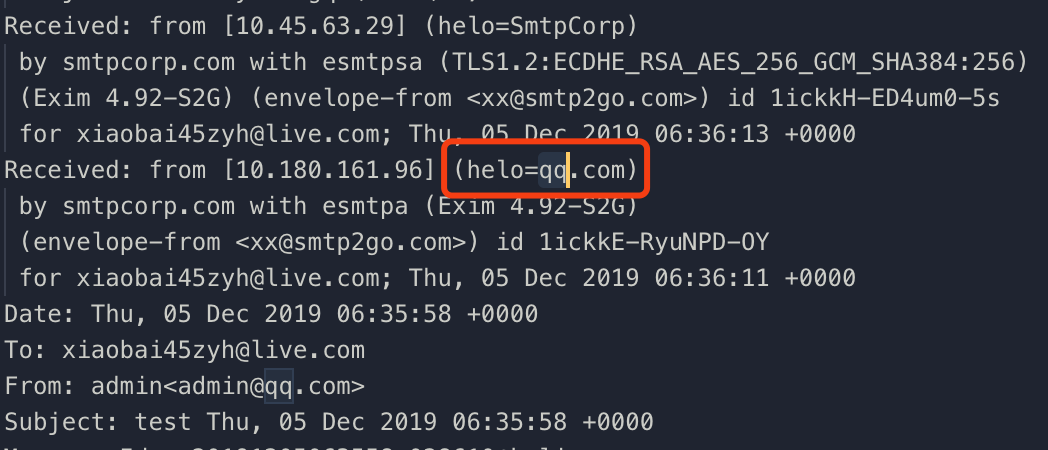 Received: from [10.45.63.29] (helo=SmtpCorp)
by smtpcorp.com with esmtpsa (TLS1.2:ECDHE_RSA_AES_256_GCM_SHA384:256)
(Exim 4.92-S2G) (envelope-from <xx@smtp2go.com>) id 1ickkH-ED4um0-5s
for xiaobai45zyh@live.com; Thu, 05 Dec 2019 06:36:13 +0000
Received: from [10.180.161.96] (helo=qq.com)
by smtpcorp.com with esmtpa (Exim 4.92-S2G)
(envelope-from <xx@smtp2go.com>) id 1ickkE-RyuNPD-OY
for xiaobai45zyh@live.com; Thu, 05 Dec 2019 06:36:11 +0000
Date: Thu, 05 Dec 2019 06:35:58 +0000
To: xiaobai45zyh@live.com
From: admin<admin@qq.com>
Subject: test Thu, 05 Dec 2019 06:35:58 +0000